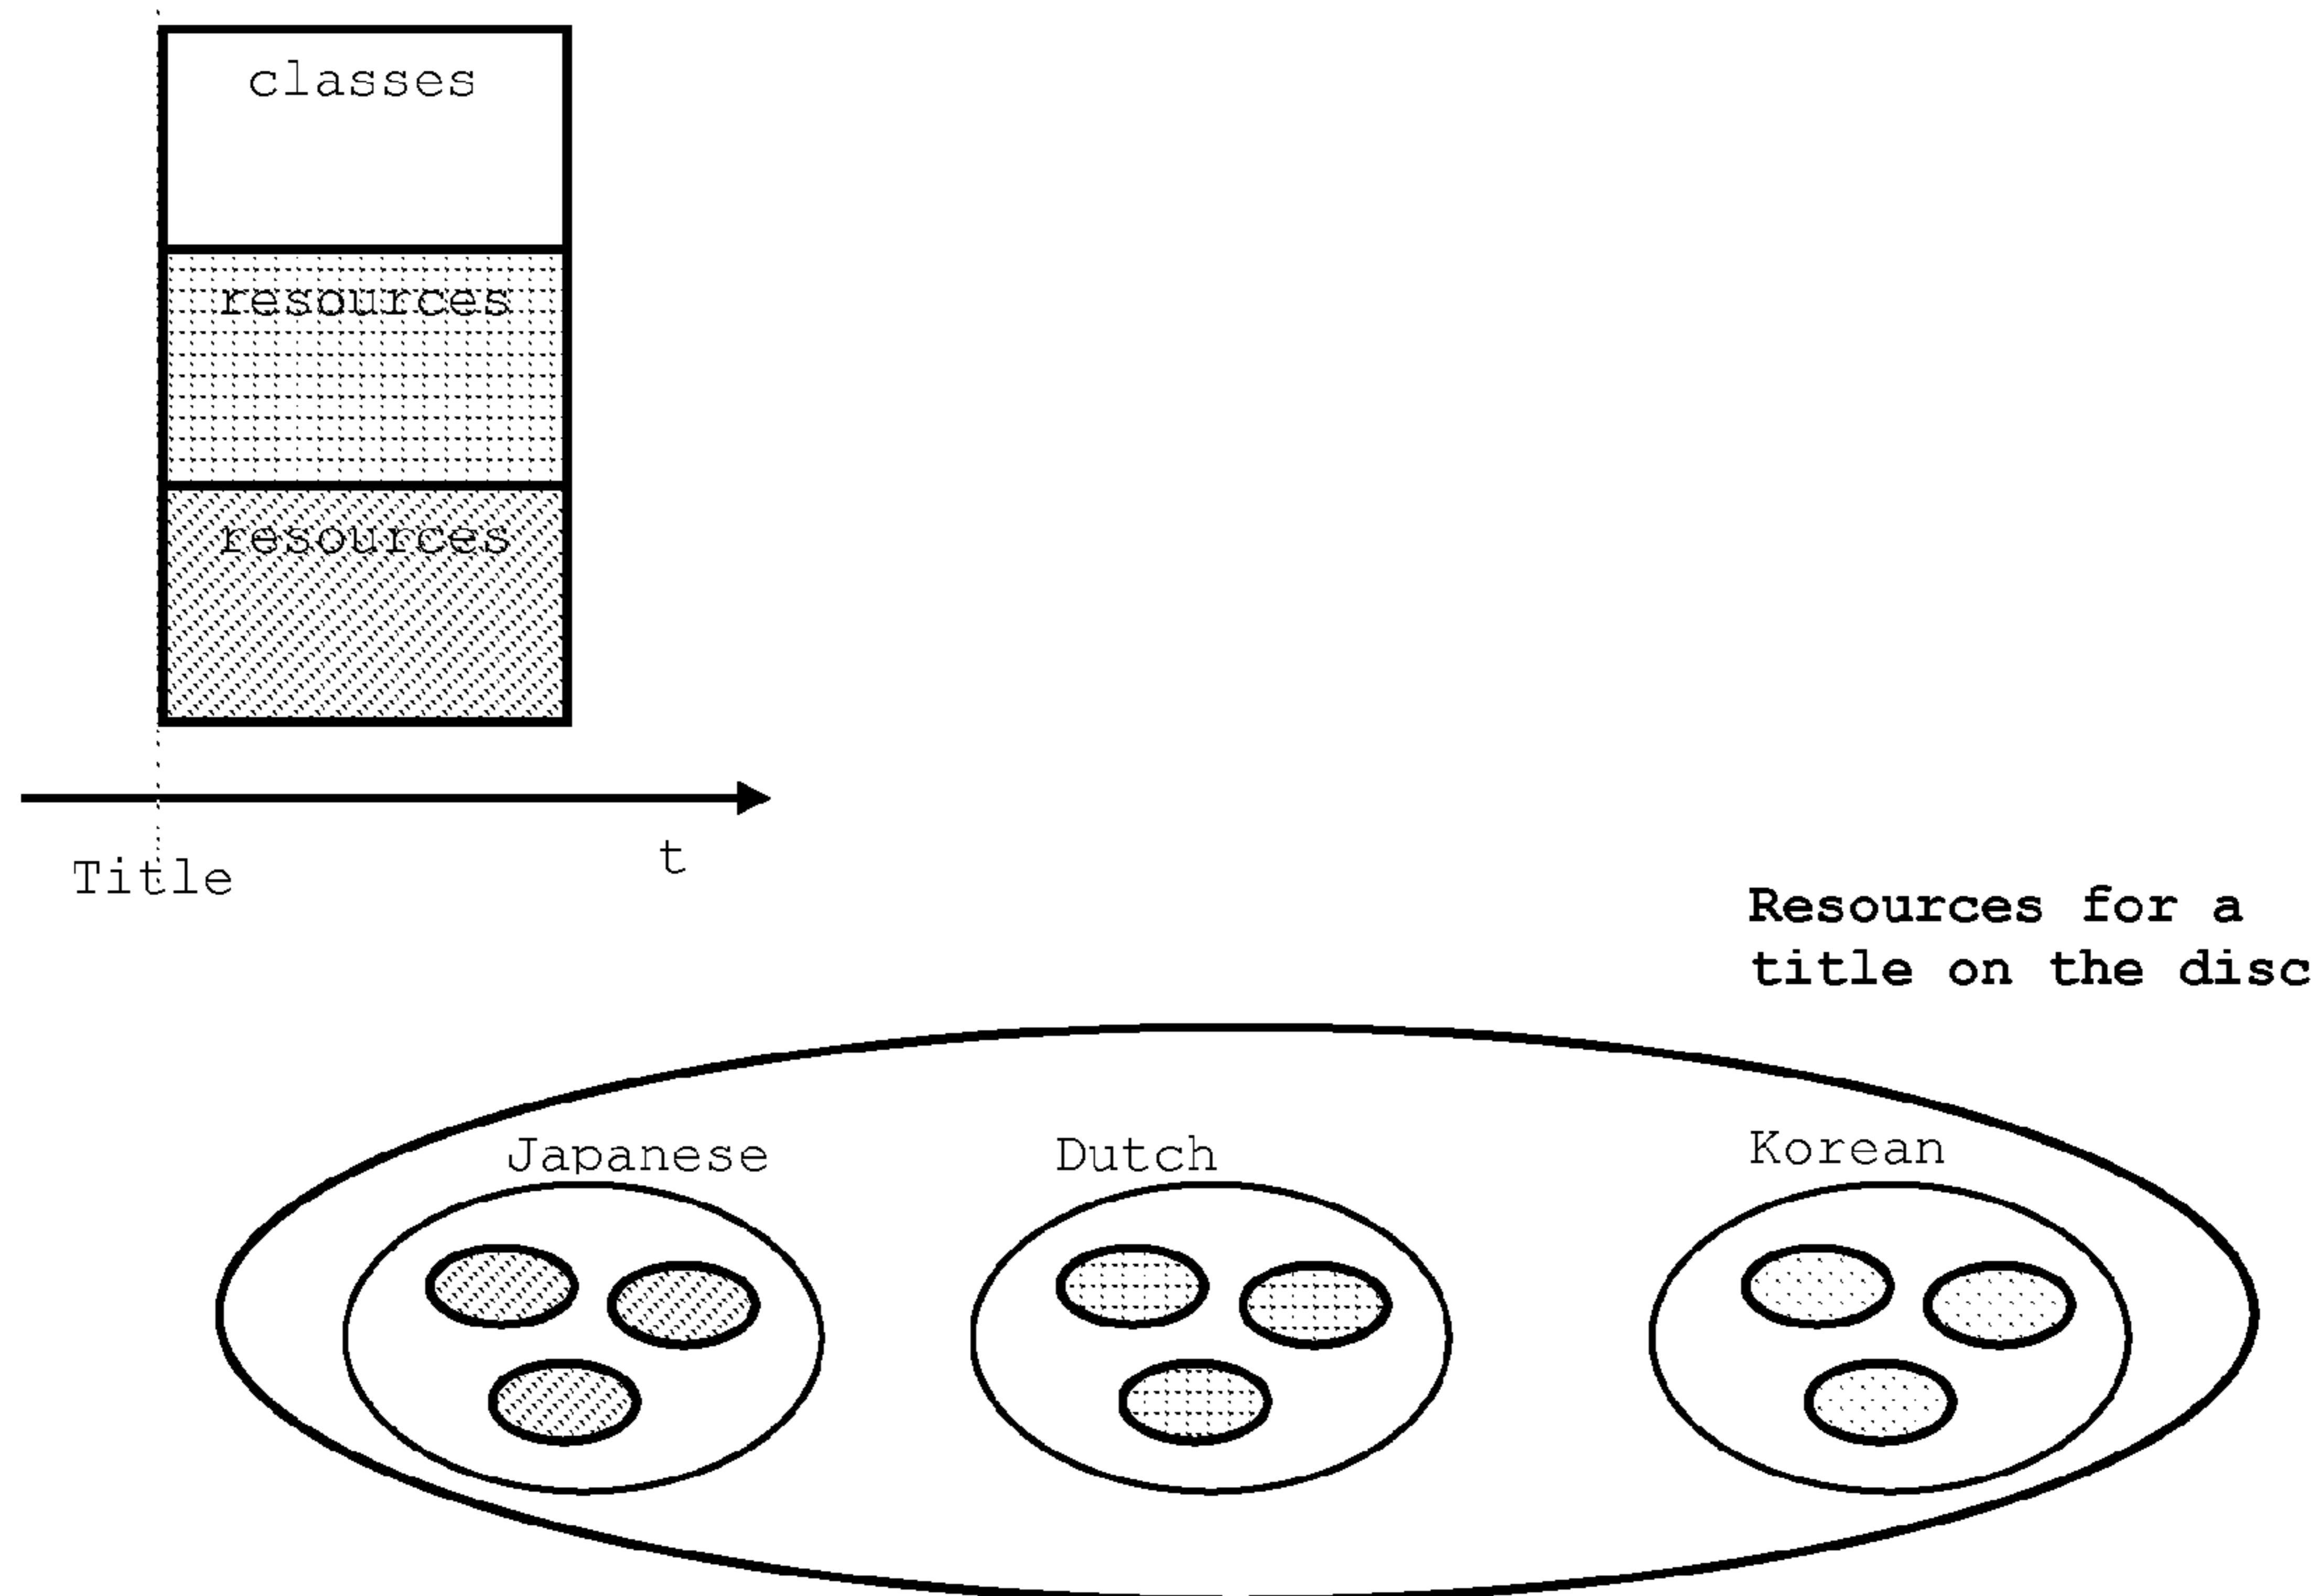 classes
resources
resources
t
Title
Resources for a
title on the disc
Japanese
Dutch
Korean